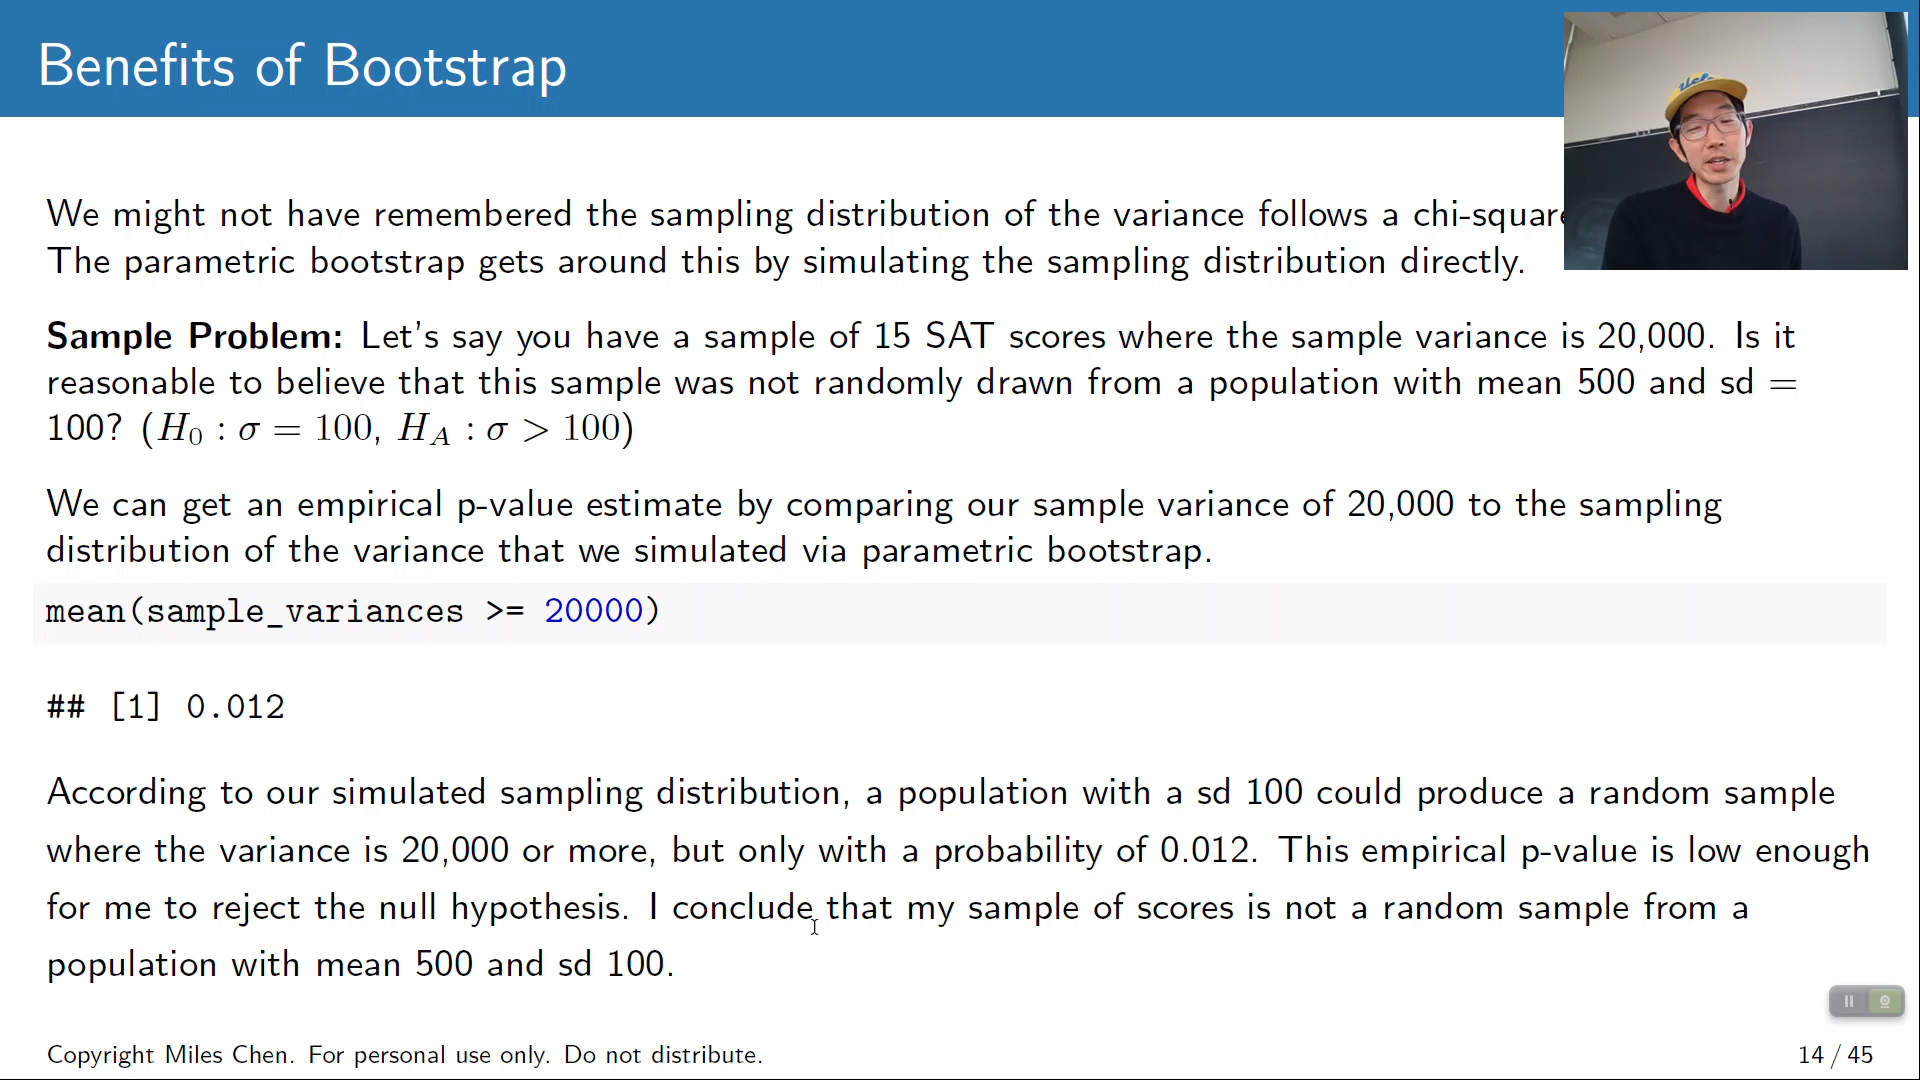 Benefits of Bootstrap
We might not have remembered the sampling distribution of the variance follows a
The parametric bootstrap gets around this by simulating the sampling distribution directly.
Sample Problem: Let's say you have a sample of 15 SAT scores where the sample variance is 20,000. Is it
reasonable to believe that this sample was not randomly drawn from a population with mean 500 and sd =
100? (H₀ : σ = 100, H_A : σ > 100)
We can get an empirical p-value estimate by comparing our sample variance of 20,000 to the sampling
distribution of the variance that we simulated via parametric bootstrap.
mean(sample_variances >= 20000)
## [1] 0.012
According to our simulated sampling distribution, a population with a sd 100 could produce a random sample
where the variance is 20,000 or more, but only with a probability of 0.012. This empirical p-value is low enough
for me to reject the null hypothesis. I conclude that my sample of scores is not a random sample from a
population with mean 500 and sd 100.
Copyright Miles Chen. For personal use only. Do not distribute.
14 / 45